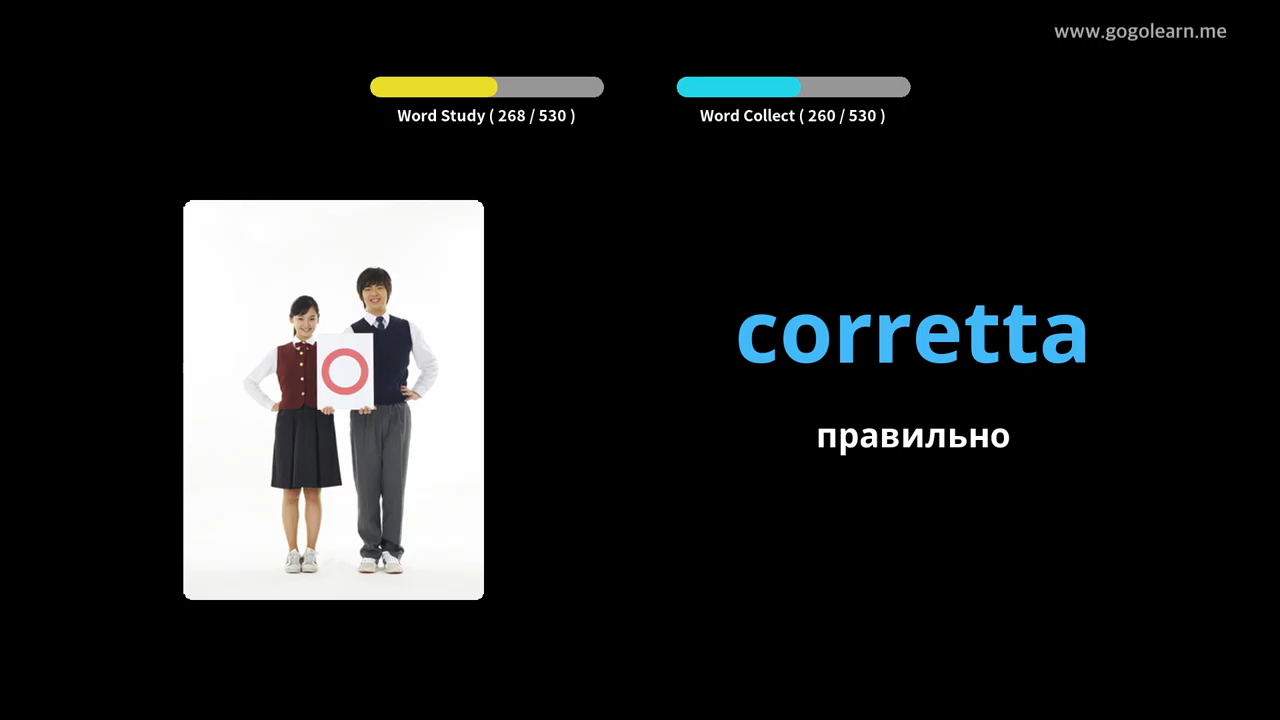 www.gogolearn.me
Word Study ( 268 / 530 )
Word Collect ( 260 / 530 )
corretta
правильно